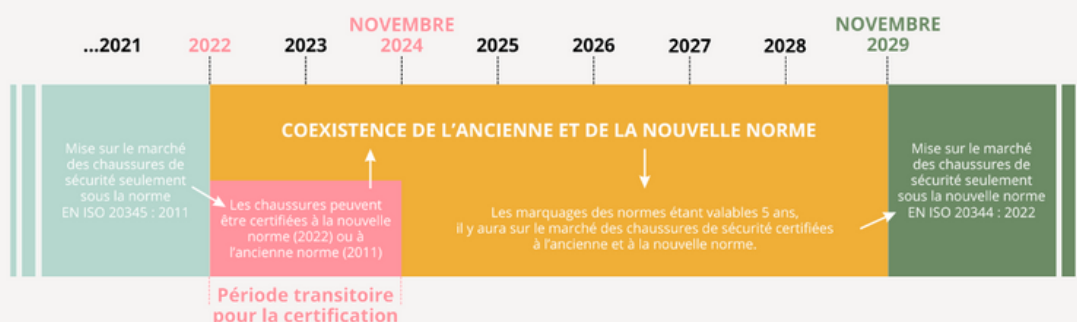 ...2021
2022
2023
NOVEMBRE
2024
2025
2026
2027
2028
NOVEMBRE
2029
Mise sur le marché
des chaussures de
sécurité seulement
sous la norme
EN ISO 20345 : 2011
COEXISTENCE DE L’ANCIENNE ET DE LA NOUVELLE NORME
Les chaussures peuvent
être certifiées à la nouvelle
norme (2022) ou à
l’ancienne norme (2011)
Les marquages des normes étant valables 5 ans,
il y aura sur le marché des chaussures de sécurité certifiées
à l’ancienne et à la nouvelle norme.
Mise sur le marché
des chaussures de
sécurité seulement
sous la nouvelle norme
EN ISO 20344 : 2022
Période transitoire
pour la certification